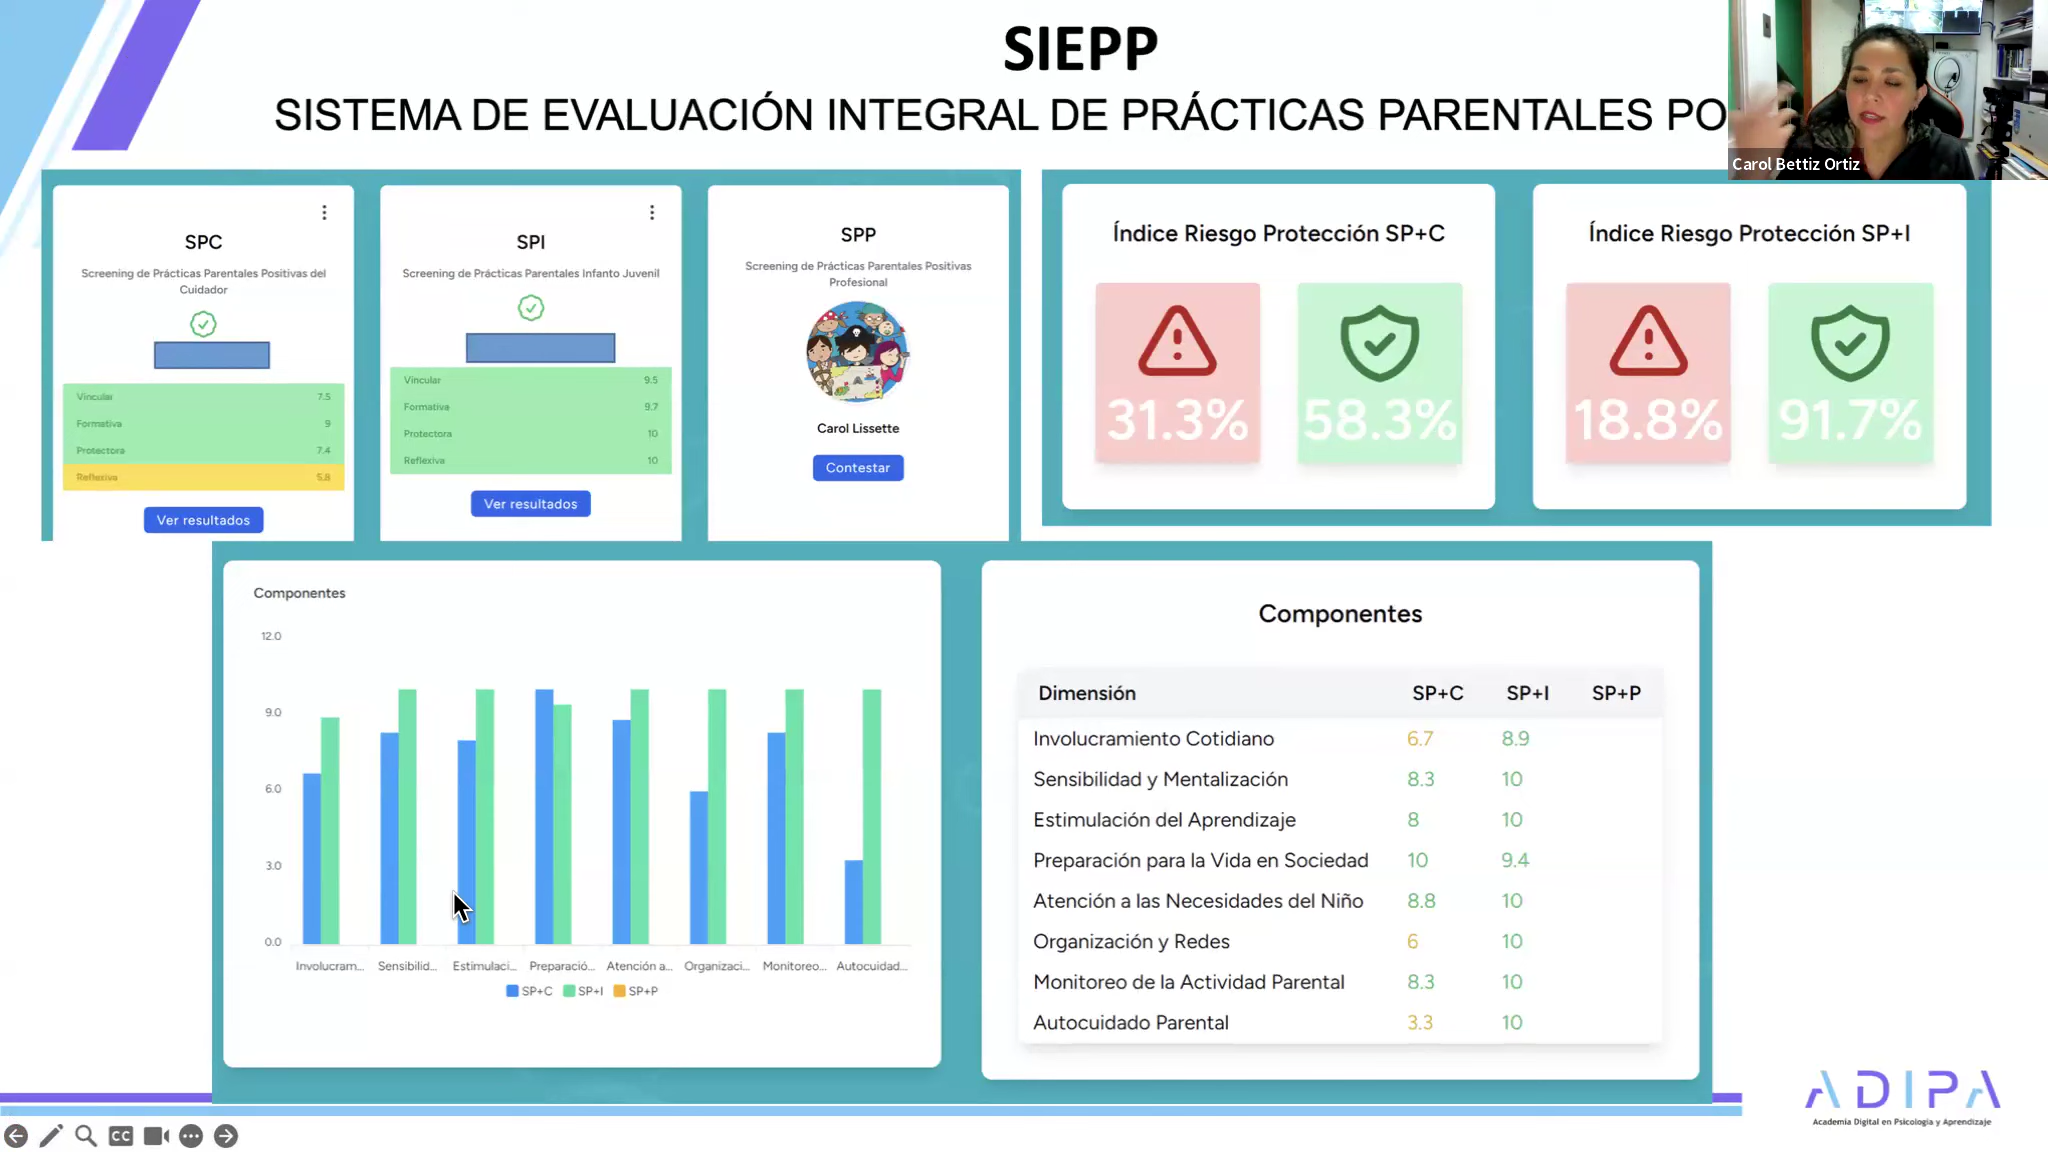 SIEPP
SISTEMA DE EVALUACIÓN INTEGRAL DE PRÁCTICAS PARENTALES PO
Carol Bettiz Ortiz
SPC
Screening de Prácticas Parentales Positivas del
Cuidador
Vincular 7.5
Formativa 9
Protectora 7.4
Reflexiva 5.8
Ver resultados
SPI
Screening de Prácticas Parentales Infanto Juvenil
Vincular 9.5
Formativa 9.7
Protectora 10
Reflexiva 10
Ver resultados
SPP
Screening de Prácticas Parentales Positivas
Profesional
Carol Lissette
Contestar
Índice Riesgo Protección SP+C
31.3% 58.3%
Índice Riesgo Protección SP+I
18.8% 91.7%
Componentes
12.0
9.0
6.0
3.0
0.0
Involucram... Sensibilid... Estimulaci... Preparació... Atención a... Organizaci... Monitoreo... Autocuidad...
SP+C SP+I SP+P
Componentes
Dimensión SP+C SP+I SP+P
Involucramiento Cotidiano 6.7 8.9
Sensibilidad y Mentalización 8.3 10
Estimulación del Aprendizaje 8 10
Preparación para la Vida en Sociedad 10 9.4
Atención a las Necesidades del Niño 8.8 10
Organización y Redes 6 10
Monitoreo de la Actividad Parental 8.3 10
Autocuidado Parental 3.3 10
ADIPA
Academia Digital en Psicología y Aprendizaje
CC